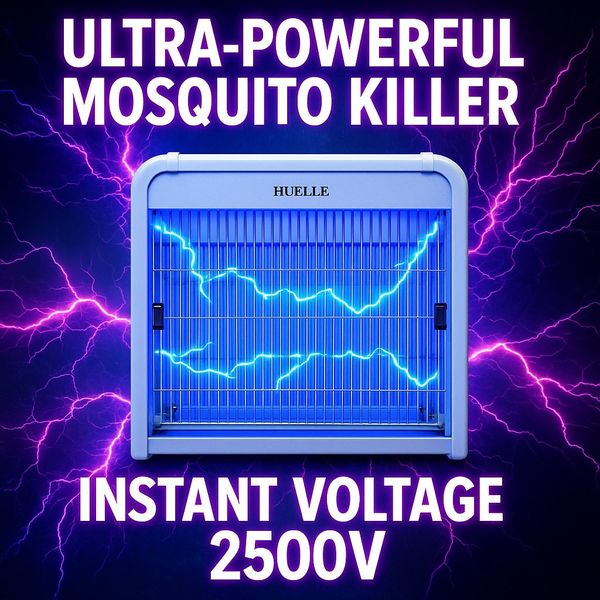 ULTRA-POWERFUL
MOSQUITO KILLER
HUELLE
INSTANT VOLTAGE
2500V